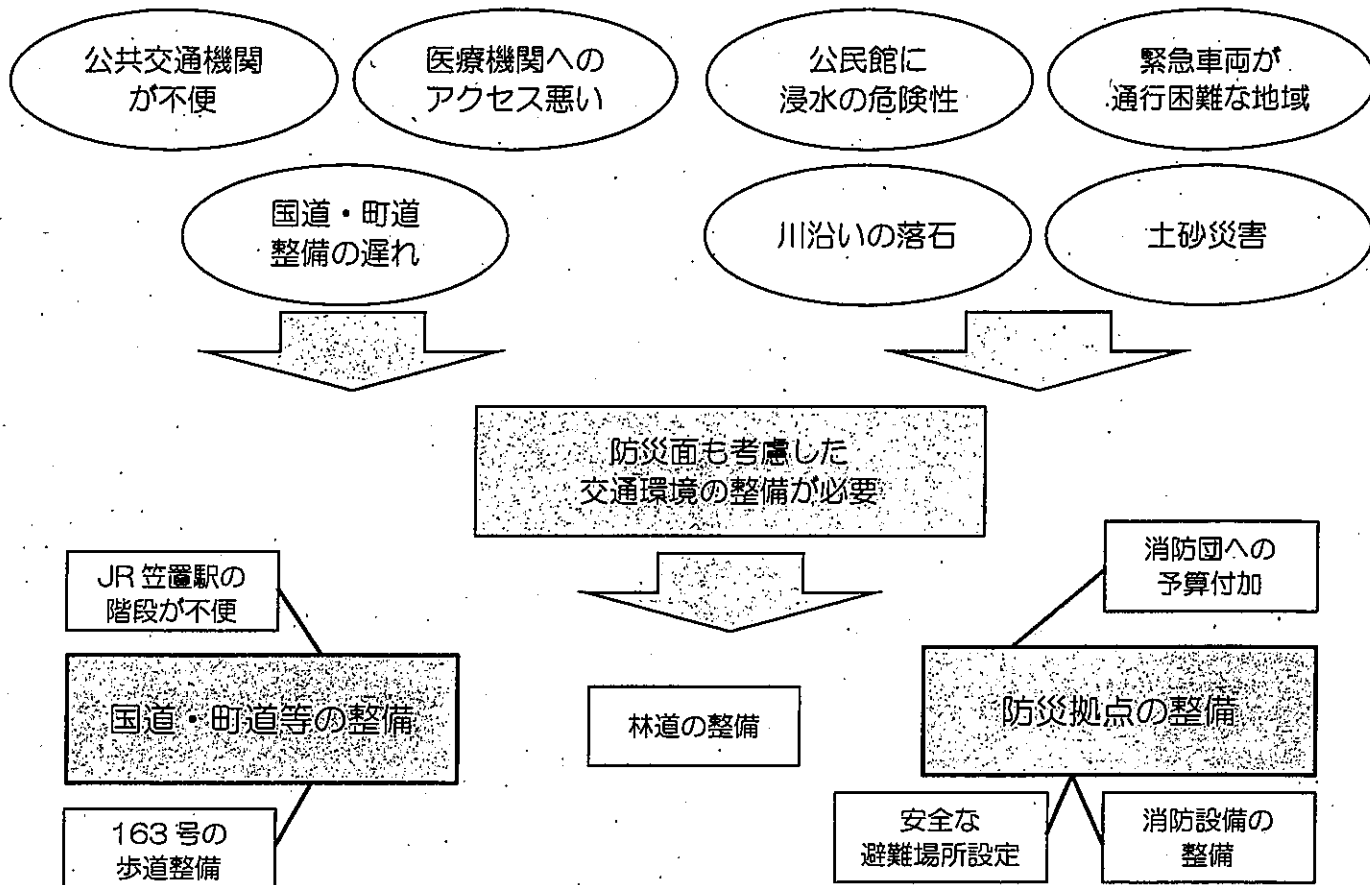 公共交通機関
が不便
医療機関への
アクセス悪い
公民館に
浸水の危険性
緊急車両が
通行困難な地域
国道・町道
整備の遅れ
川沿いの落石
土砂災害
防災面も考慮した
交通環境の整備が必要
JR笠置駅の
階段が不便
消防団への
予算付加
国道・町道等の整備
林道の整備
防災拠点の整備
163号の
歩道整備
安全な
避難場所設定
消防設備の
整備